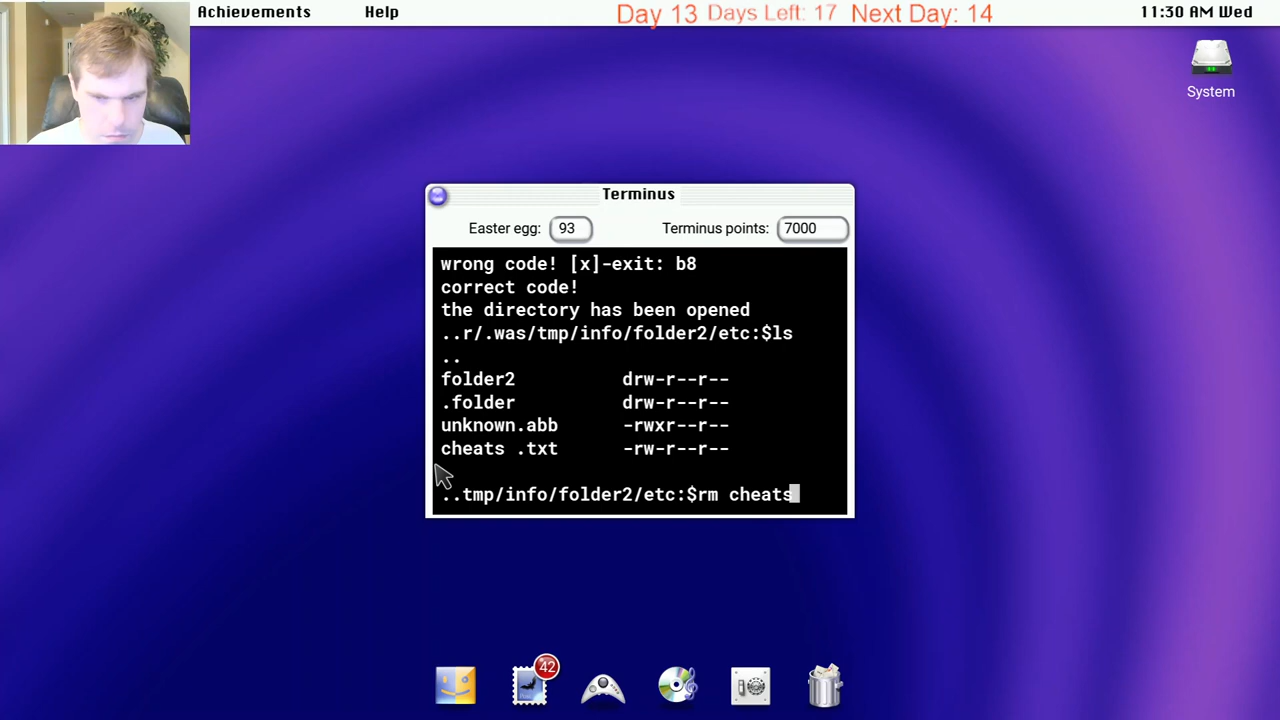 Achievements Help Day 13 Days Left: 17 Next Day: 14 11:30 AM Wed
System
Terminus
Easter egg: 93 Terminus points: 7000
wrong code! [x]-exit: b8
correct code!
the directory has been opened
..r/.was/tmp/info/folder2/etc:$ls
..
folder2 drw-r--r--
.folder drw-r--r--
unknown.abb -rwxr--r--
cheats .txt -rw-r--r--
..tmp/info/folder2/etc:$rm cheats
42